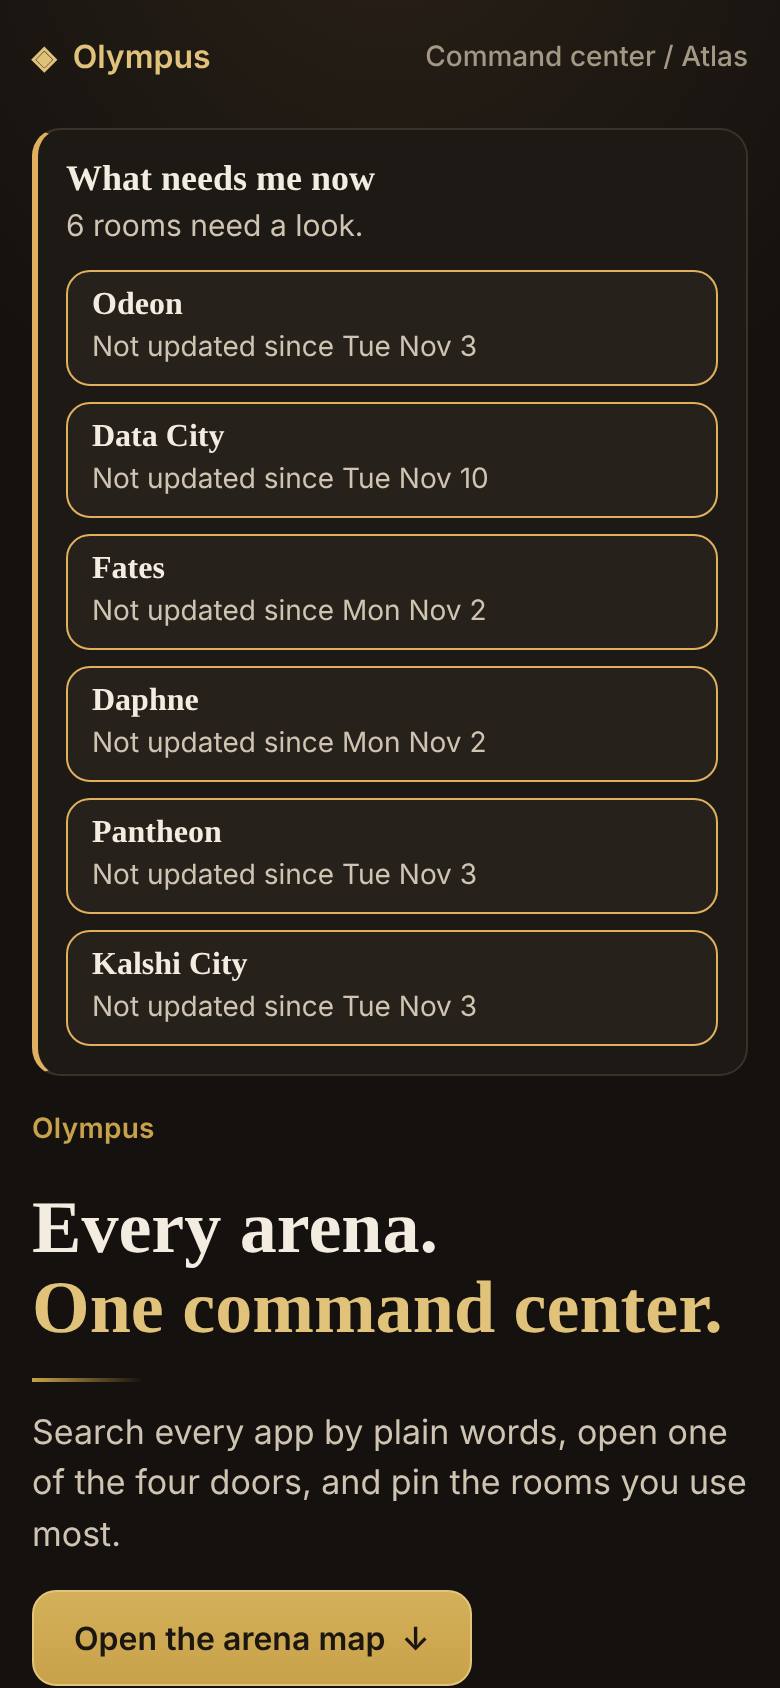 Olympus
Command center / Atlas
What needs me now
6 rooms need a look.
Odeon
Not updated since Tue Nov 3
Data City
Not updated since Tue Nov 10
Fates
Not updated since Mon Nov 2
Daphne
Not updated since Mon Nov 2
Pantheon
Not updated since Tue Nov 3
Kalshi City
Not updated since Tue Nov 3
Olympus
Every arena.
One command center.
Search every app by plain words, open one
of the four doors, and pin the rooms you use
most.
Open the arena map ↓